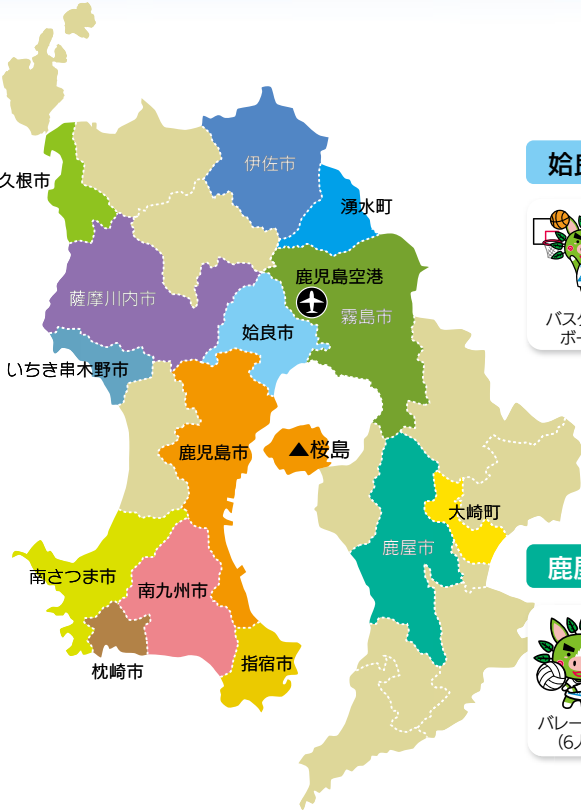 伊佐市
久根市
湧水町
鹿児島空港
薩摩川内市
霧島市
姶良市
いちき串木野市
鹿児島市
桜島
大崎町
鹿屋市
南さつま市
南九州市
枕崎市
指宿市
姶
バス
ボー
鹿
バレー
(6人